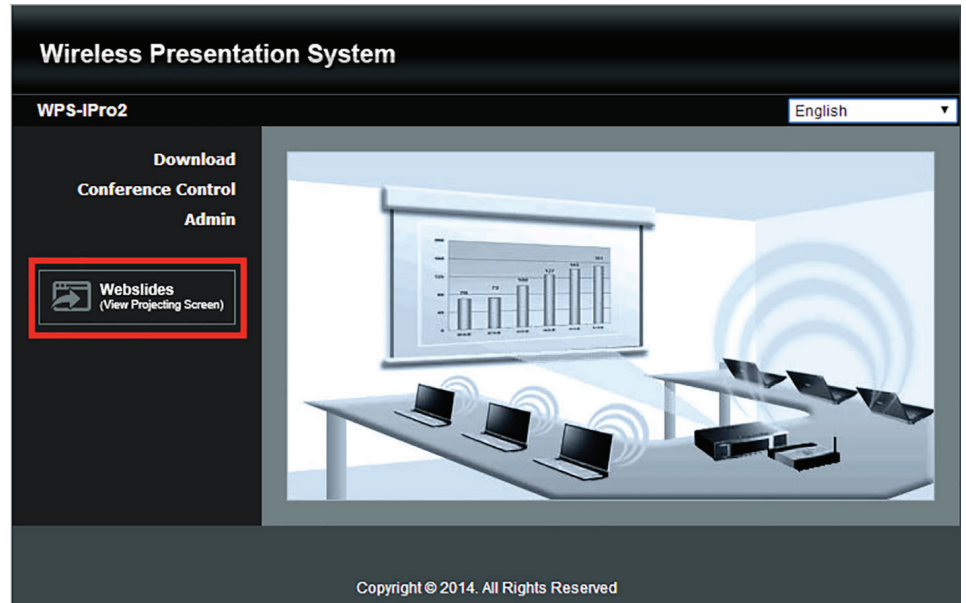 Wireless Presentation System
WPS-IPro2
English
Download
Conference Control
Admin
Webslides
(View Projecting Screen)
Copyright © 2014. All Rights Reserved